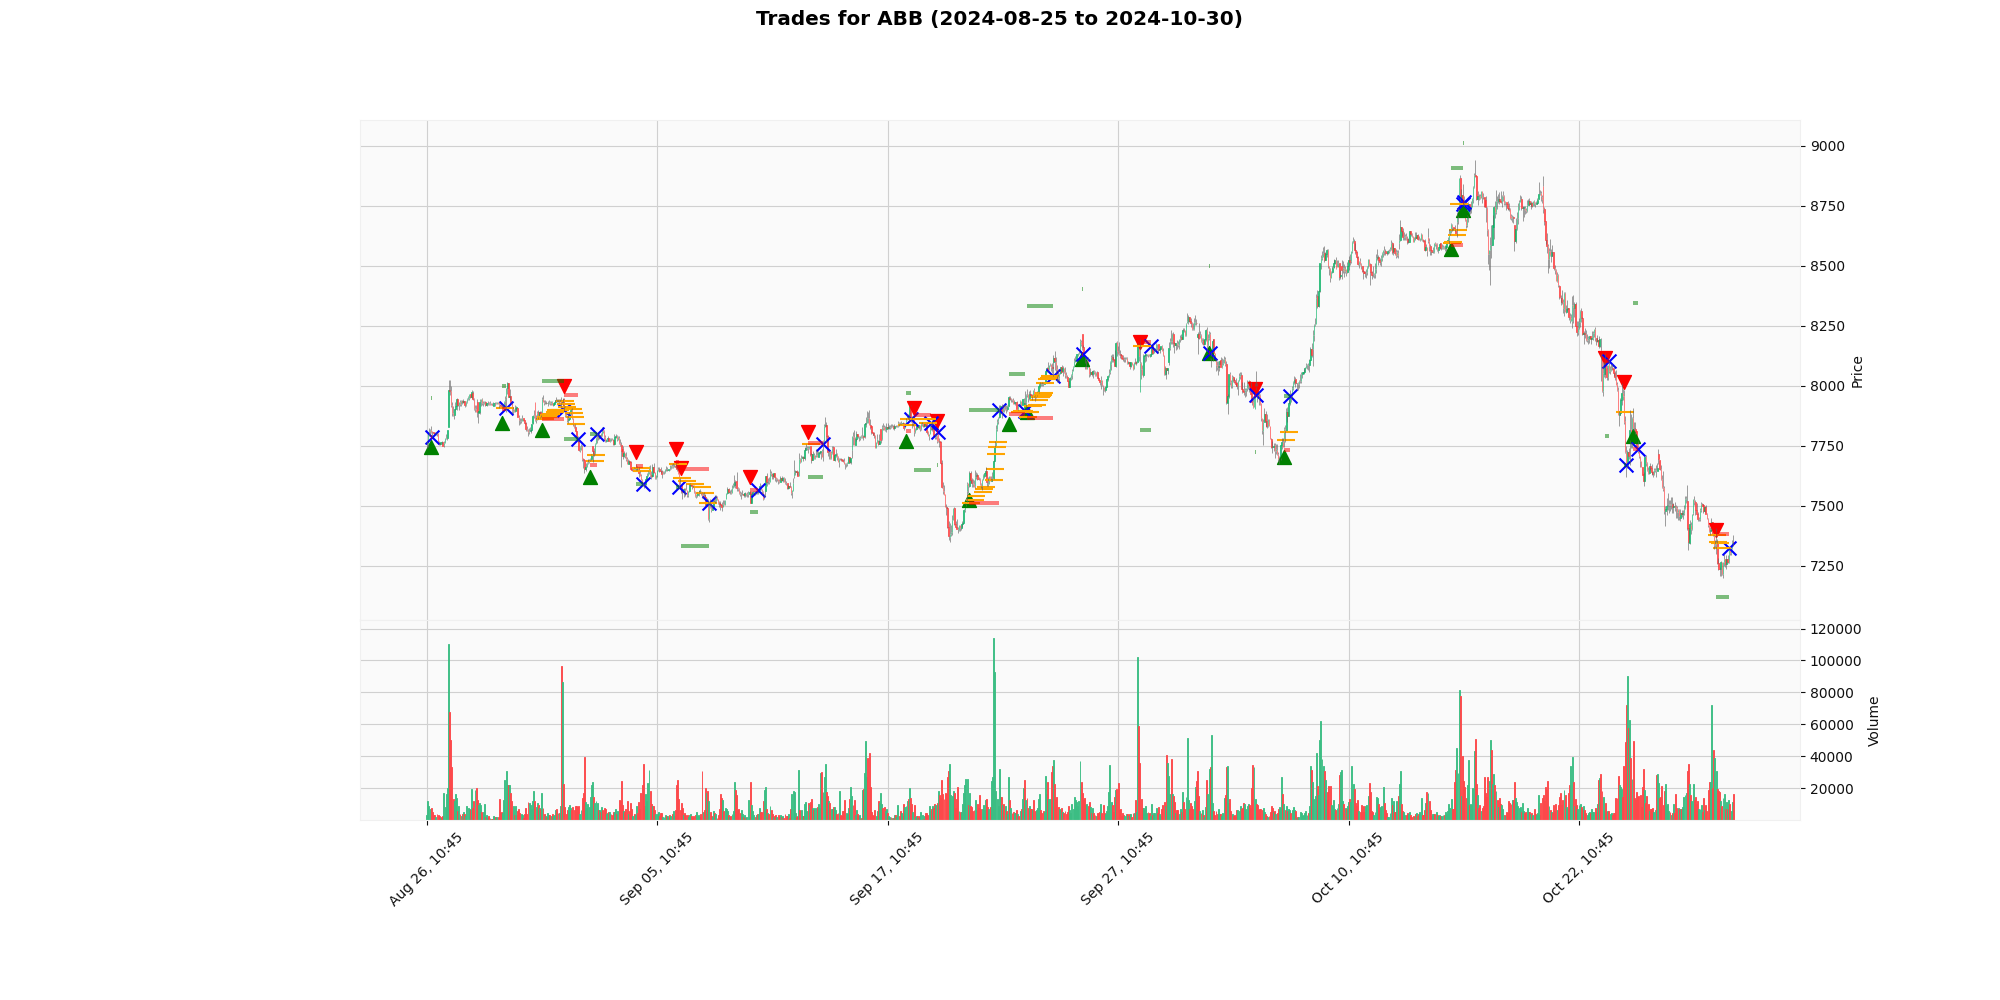 Trades for ABB (2024-08-25 to 2024-10-30)
9000
8750
8500
8250
8000
7750
7500
7250
Price
120000
100000
80000
60000
40000
20000
Volume
Aug 26, 10:45
Sep 05, 10:45
Sep 17, 10:45
Sep 27, 10:45
Oct 10, 10:45
Oct 22, 10:45